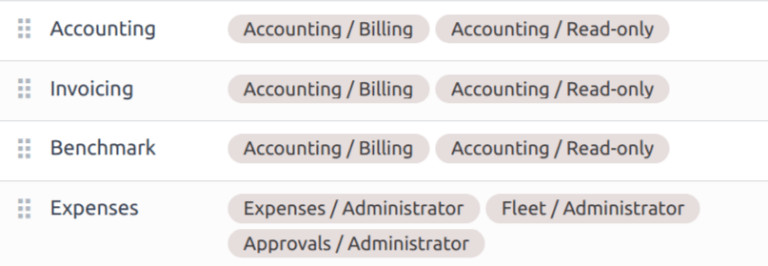 Accounting Accounting / Billing Accounting / Read-only
Invoicing Accounting / Billing Accounting / Read-only
Benchmark Accounting / Billing Accounting / Read-only
Expenses Expenses / Administrator Fleet / Administrator
Approvals / Administrator